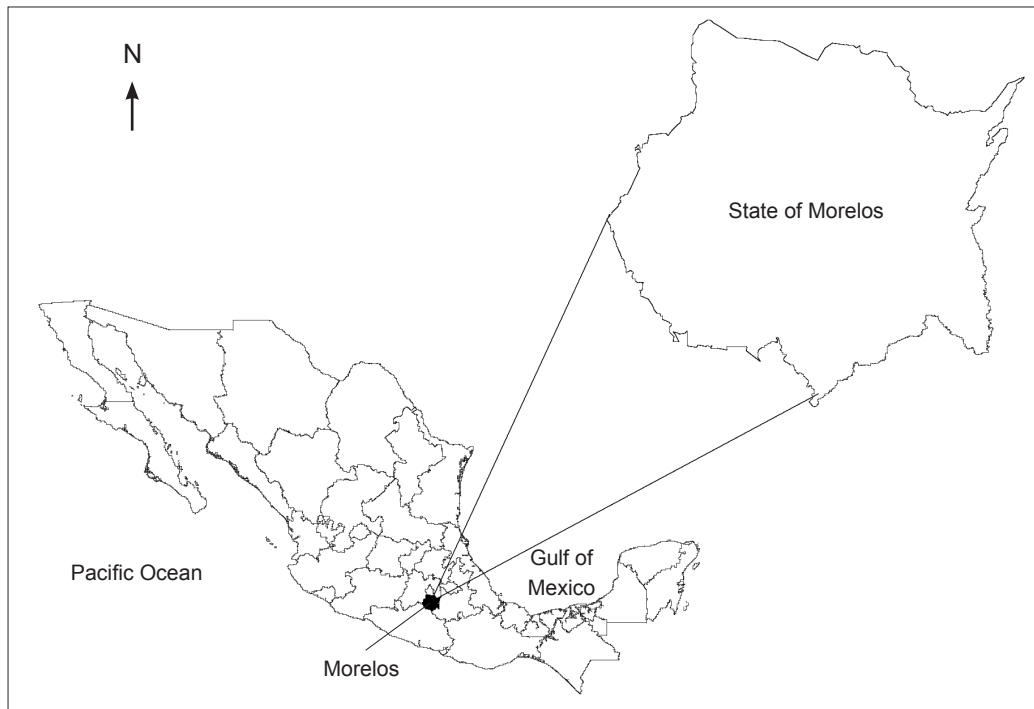 N
State of Morelos
Gulf of
Mexico
Pacific Ocean
Morelos